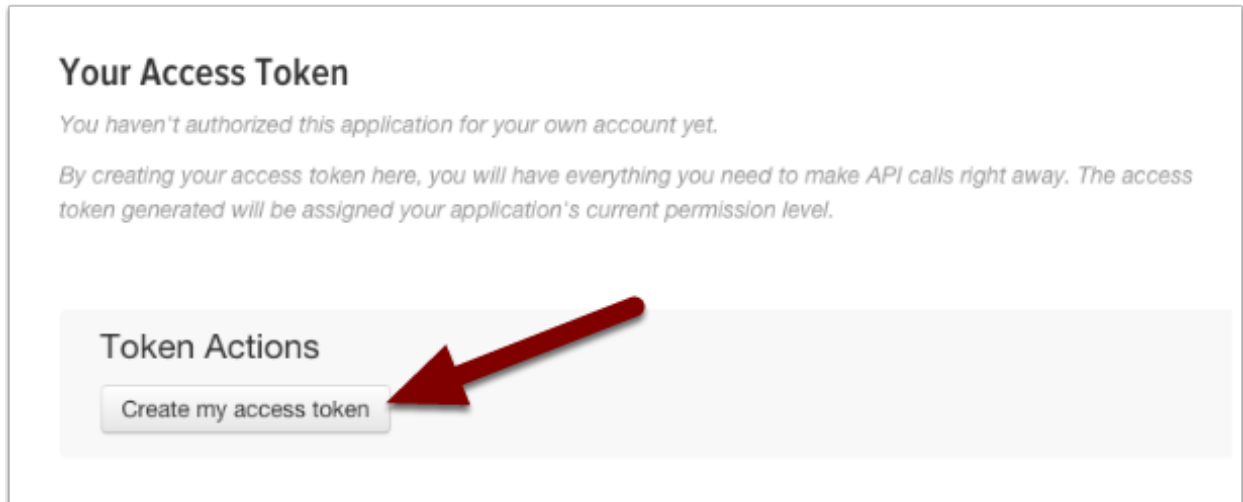 Your Access Token
You haven't authorized this application for your own account yet.
By creating your access token here, you will have everything you need to make API calls right away. The access
token generated will be assigned your application's current permission level.
Token Actions
Create my access token